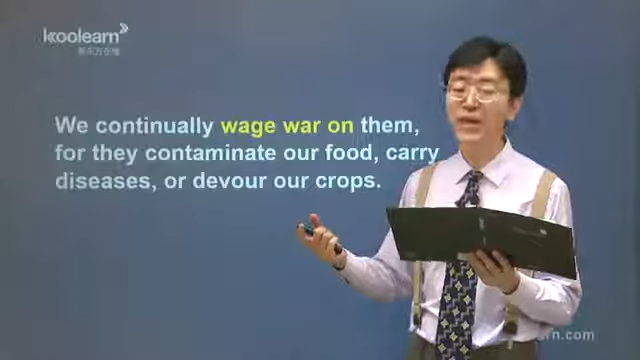 koolearn
新东方在线
We continually wage war on them,
for they contaminate our food, carry
diseases, or devour our crops.
rn.com